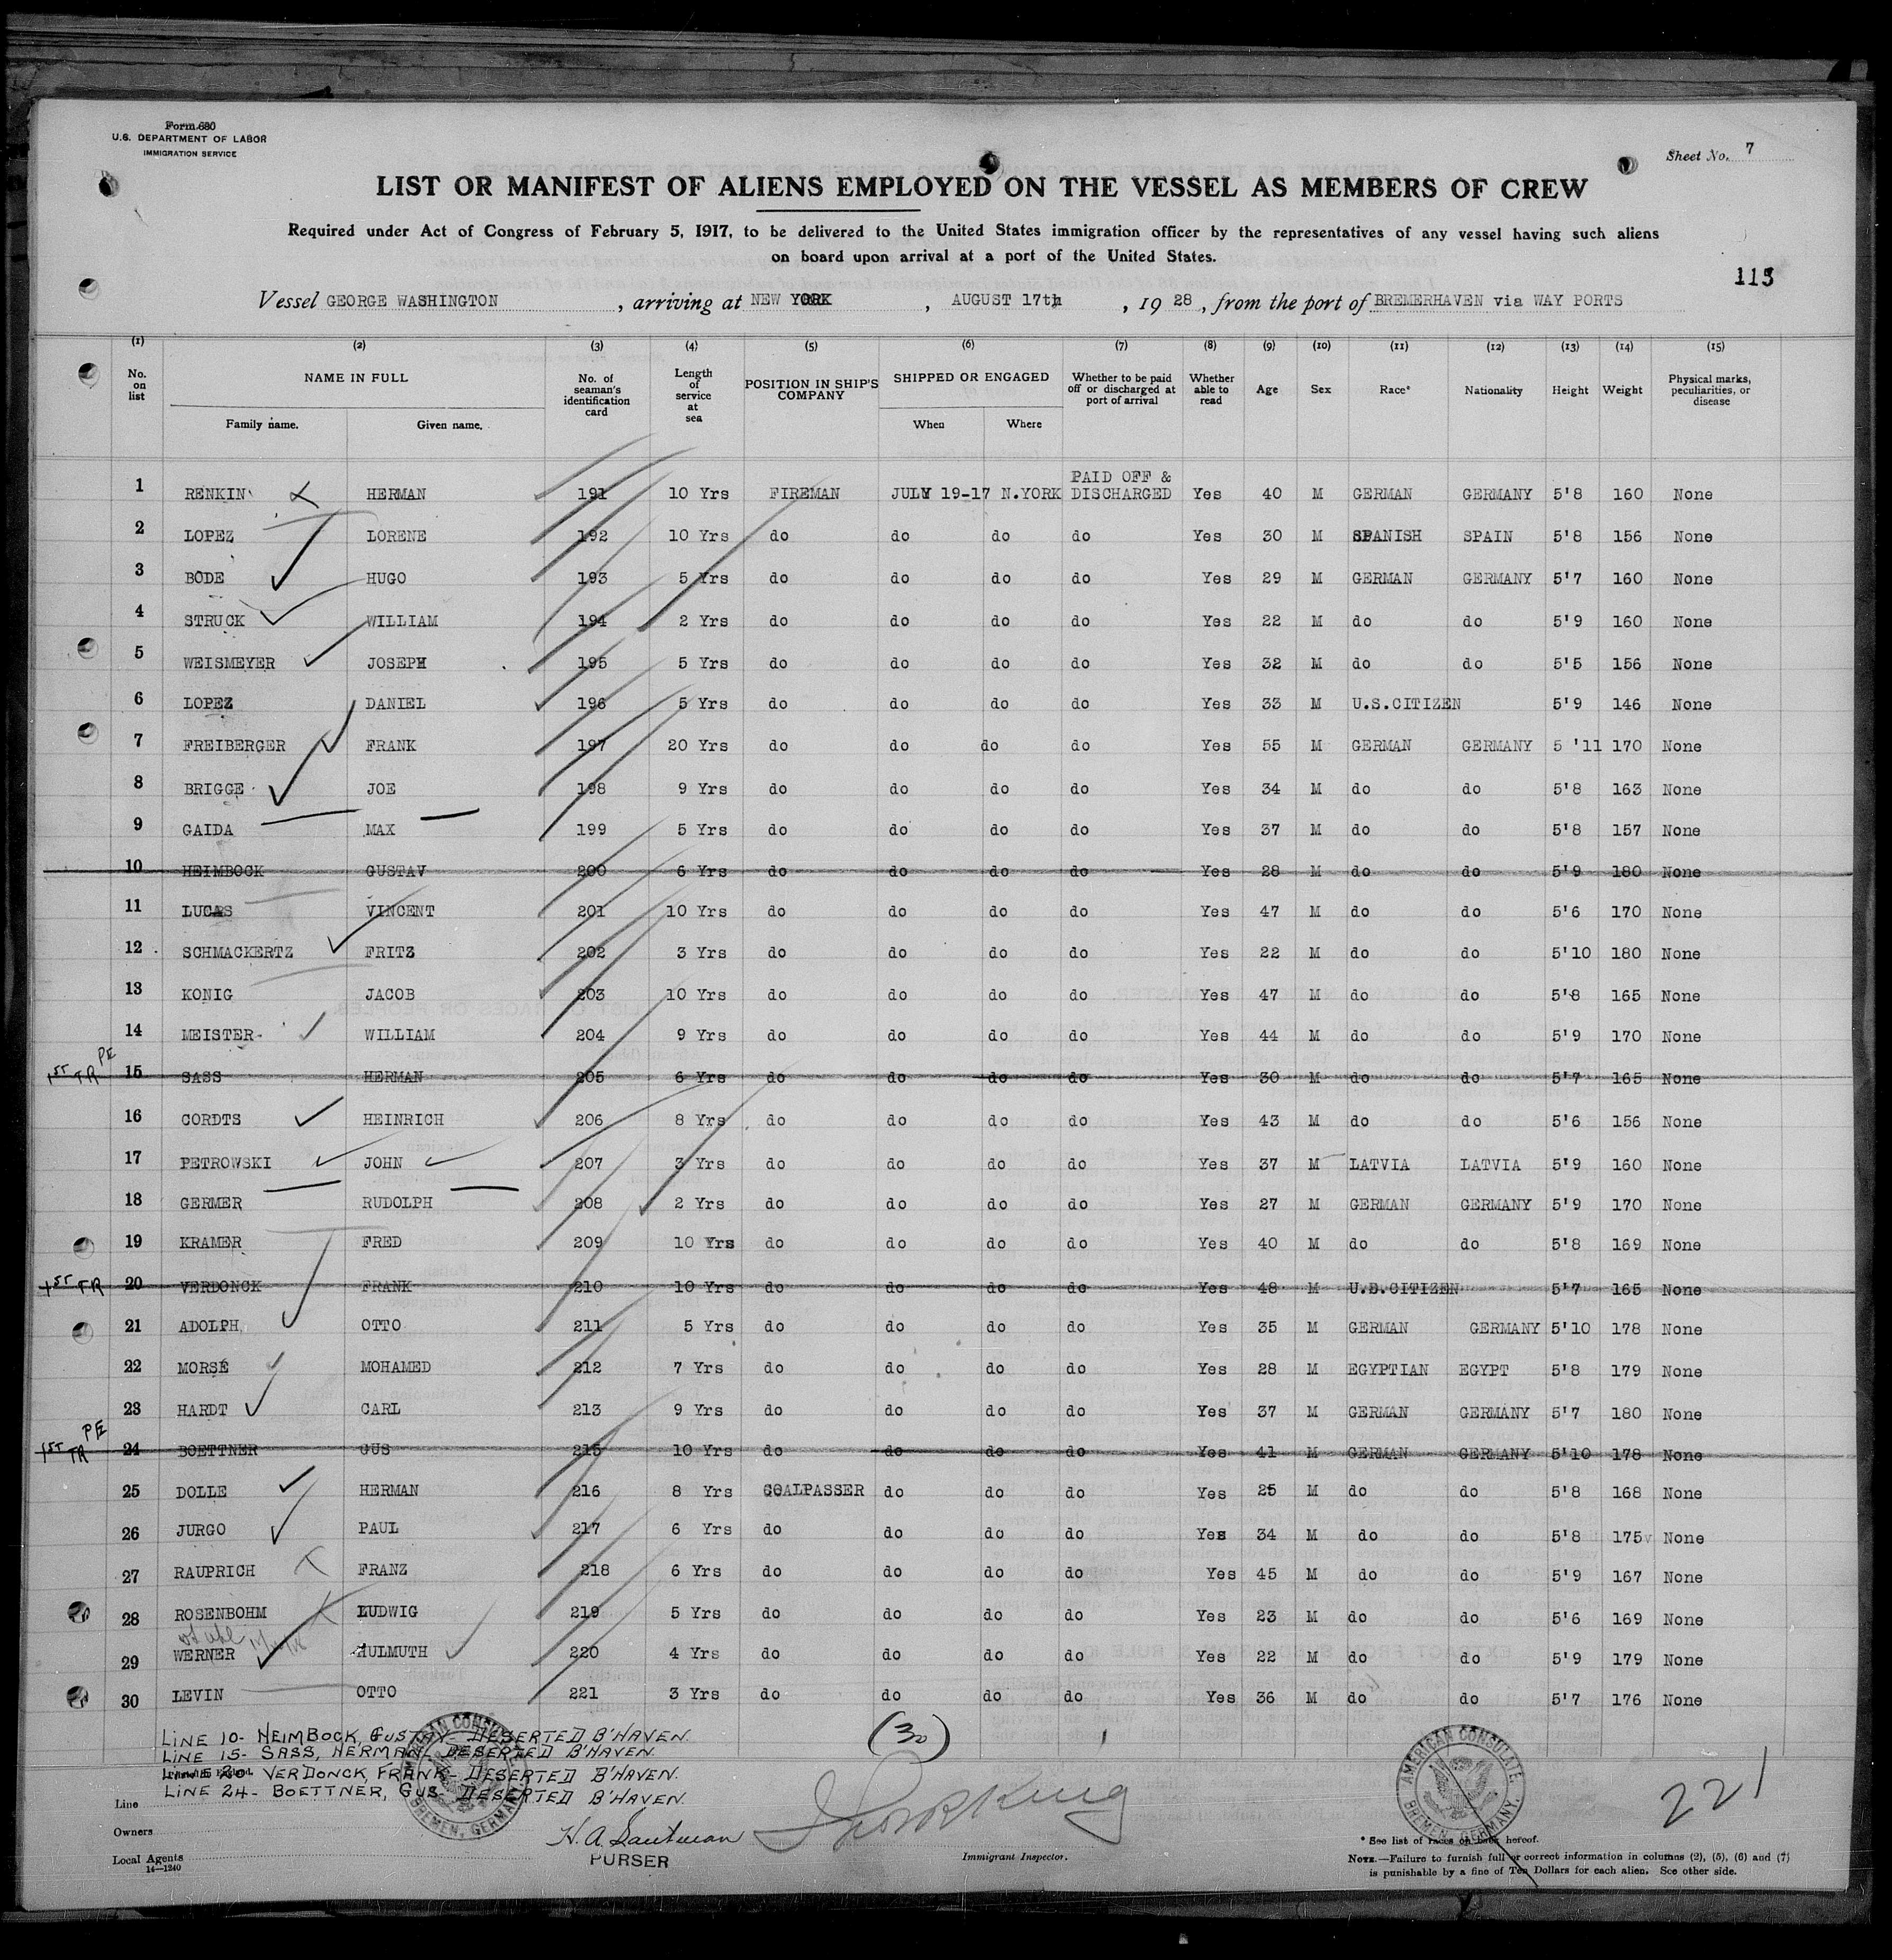 Form 680
U.S. DEPARTMENT OF LABOR
IMMIGRATION SERVICE
Sheet No. 7
LIST OR MANIFEST OF ALIENS EMPLOYED ON THE VESSEL AS MEMBERS OF CREW
Required under Act of Congress of February 5, 1917, to be delivered to the United States immigration officer by the representatives of any vessel having such aliens
on board upon arrival at a port of the United States.
113
Vessel GEORGE WASHINGTON, arriving at NEW YORK, AUGUST 17th, 1928, from the port of BREMERHAVEN via WAY PORTS
(1) (2) (3) (4) (5) (6) (7) (8) (9) (10) (11) (12) (13) (14) (15)
No. on list NAME IN FULL Family name. Given name. No. of seaman's identification card Length of service at sea POSITION IN SHIP'S COMPANY SHIPPED OR ENGAGED When Where Whether to be paid off or discharged at port of arrival Whether able to read Age Sex Race* Nationality Height Weight Physical marks, peculiarities, or disease
1 RENKIN HERMAN 191 10 Yrs FIREMAN JULY 19-17 N.YORK PAID OFF & DISCHARGED Yes 40 M GERMAN GERMANY 5'8 160 None
2 LOPEZ LORENE 192 10 Yrs do do do do Yes 30 M SPANISH SPAIN 5'8 156 None
3 BODE HUGO 193 5 Yrs do do do do Yes 29 M GERMAN GERMANY 5'7 160 None
4 STRUCK WILLIAM 194 2 Yrs do do do do Yes 22 M do do 5'9 160 None
5 WEISMEYER JOSEPH 195 5 Yrs do do do do Yes 32 M do do 5'5 156 None
6 LOPEZ DANIEL 196 5 Yrs do do do do Yes 33 M U.S.CITIZEN 5'9 146 None
7 FREIBERGER FRANK 197 20 Yrs do do do do Yes 55 M GERMAN GERMANY 5 '11 170 None
8 BRIGGE JOE 198 9 Yrs do do do do Yes 34 M do do 5'8 163 None
9 GAIDA MAX 199 5 Yrs do do do do Yes 37 M do do 5'8 157 None
10 HEIMBOCK GUSTAV 200 6 Yrs do do do do Yes 28 M do do 5'9 180 None
11 LUCAS VINCENT 201 10 Yrs do do do do Yes 47 M do do 5'6 170 None
12 SCHMACKERTZ FRITZ 202 3 Yrs do do do do Yes 22 M do do 5'10 180 None
13 KONIG JACOB 203 10 Yrs do do do do Yes 47 M do do 5'8 165 None
14 MEISTER WILLIAM 204 9 Yrs do do do do Yes 44 M do do 5'9 170 None
1ST TR PE 15 SASS HERMAN 205 6 Yrs do do do do Yes 30 M do do 5'7 165 None
16 CORDTS HEINRICH 206 8 Yrs do do do do Yes 43 M do do 5'6 156 None
17 PETROWSKI JOHN 207 3 Yrs do do do do Yes 37 M LATVIA LATVIA 5'9 160 None
18 GERMER RUDOLPH 208 2 Yrs do do do do Yes 27 M GERMAN GERMANY 5'9 170 None
19 KRAMER FRED 209 10 Yrs do do do do Yes 40 M do do 5'8 169 None
1ST TR 20 VERDONCK FRANK 210 10 Yrs do do do do Yes 48 M U.S.CITIZEN 5'7 165 None
21 ADOLPH OTTO 211 5 Yrs do do do do Yes 35 M GERMAN GERMANY 5'10 178 None
22 MORSE MOHAMED 212 7 Yrs do do do do Yes 28 M EGYPTIAN EGYPT 5'8 179 None
23 HARDT CARL 213 9 Yrs do do do do Yes 37 M GERMAN GERMANY 5'7 180 None
1ST TR PE 24 BOETTNER GUS 215 10 Yrs do do do do Yes 41 M GERMAN GERMANY 5'10 178 None
25 DOLLE HERMAN 216 8 Yrs COALPASSER do do do Yes 25 M do do 5'8 168 None
26 JURGO PAUL 217 6 Yrs do do do do Yes 34 M do do 5'8 175 None
27 RAUPRICH FRANZ 218 6 Yrs do do do do Yes 45 M do do 5'9 167 None
28 ROSENBOHM LUDWIG 219 5 Yrs do do do do Yes 23 M do do 5'6 169 None
29 WERNER HULMUTH 220 4 Yrs do do do do Yes 22 M do do 5'9 179 None
30 LEVIN OTTO 221 3 Yrs do do do do Yes 36 M do do 5'7 176 None
LINE 10- HEIMBOCK, GUSTAV- DESERTED B'HAVEN.
LINE 15- SASS, HERMAN- DESERTED B'HAVEN.
LINE 20- VERDONCK, FRANK- DESERTED B'HAVEN.
LINE 24- BOETTNER, GUS- DESERTED B'HAVEN.
(30)
AMERICAN CONSULATE BREMEN, GERMANY.
AMERICAN CONSULATE BREMEN, GERMANY.
221
Line
Owners
Local Agents
14—1240
PURSER
Immigrant Inspector.
* See list of races on back hereof.
NOTE.—Failure to furnish full or correct information in columns (2), (5), (6) and (7)
is punishable by a fine of Ten Dollars for each alien. See other side.